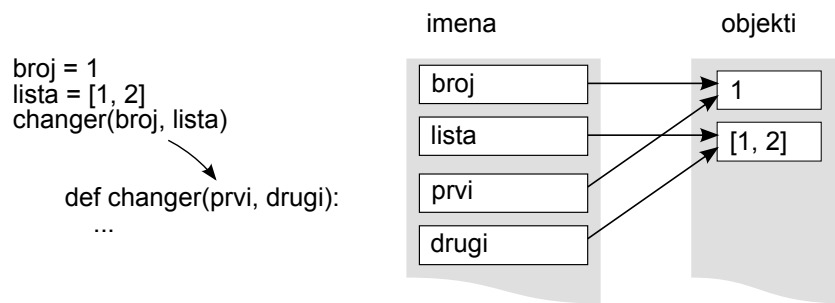 broj = 1
lista = [1, 2]
changer(broj, lista)
def changer(prvi, drugi):
...
imena
objekti
broj
1
lista
[1, 2]
prvi
drugi